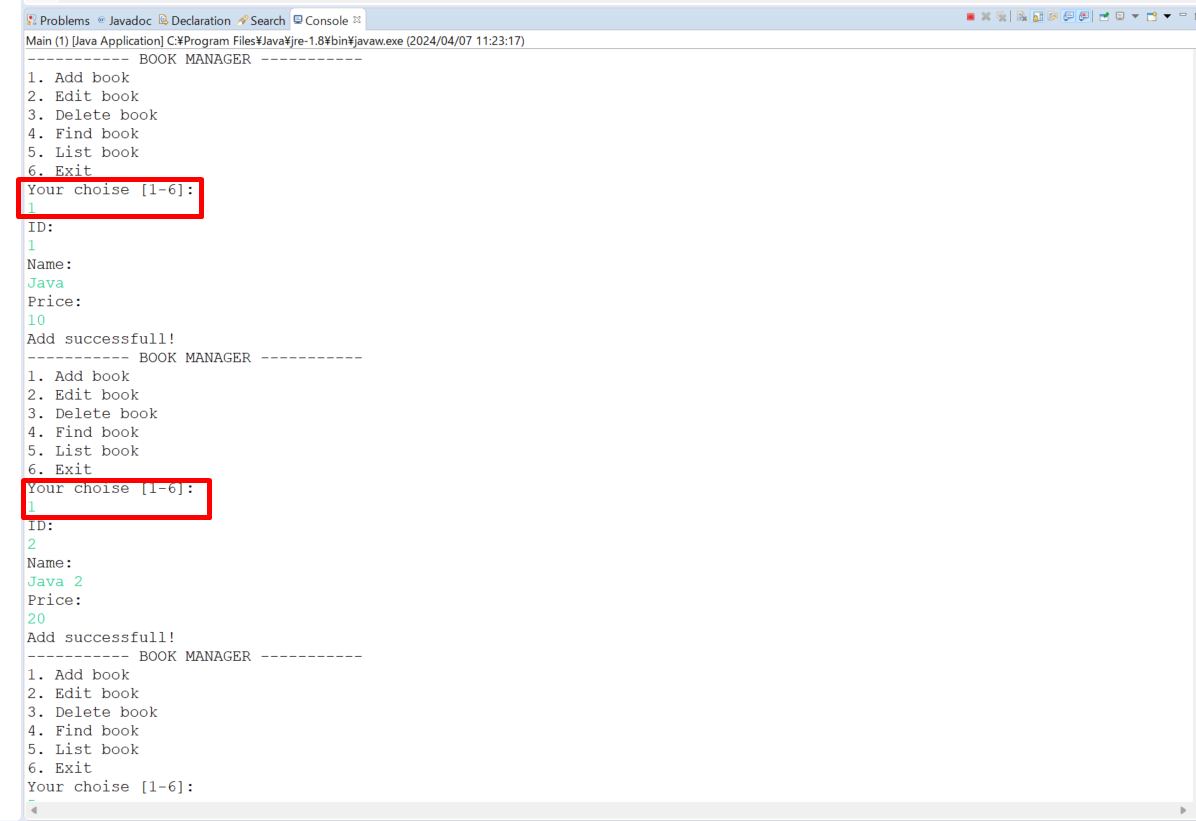 Problems @ Javadoc Declaration Search Console
Main (1) [Java Application] C:¥Program Files¥Java¥jre-1.8¥bin¥javaw.exe (2024/04/07 11:23:17)
----------- BOOK MANAGER -----------
1. Add book
2. Edit book
3. Delete book
4. Find book
5. List book
6. Exit
Your choise [1-6]:
1
ID:
1
Name:
Java
Price:
10
Add successfull!
----------- BOOK MANAGER -----------
1. Add book
2. Edit book
3. Delete book
4. Find book
5. List book
6. Exit
Your choise [1-6]:
1
ID:
2
Name:
Java 2
Price:
20
Add successfull!
----------- BOOK MANAGER -----------
1. Add book
2. Edit book
3. Delete book
4. Find book
5. List book
6. Exit
Your choise [1-6]: